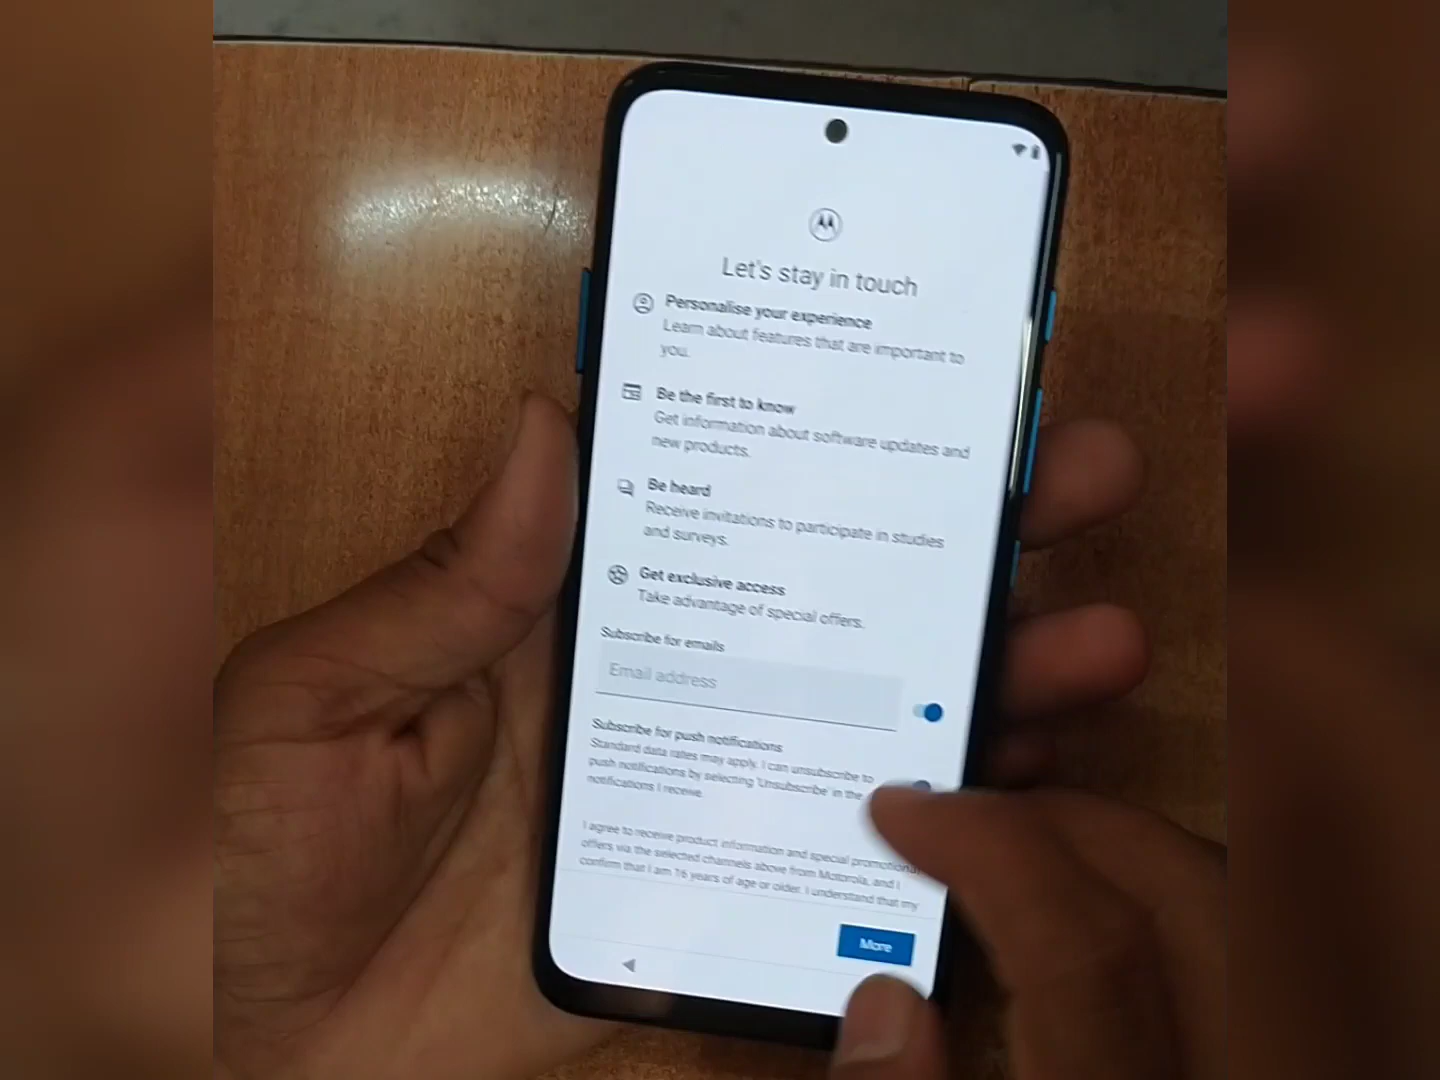 Let's stay in touch
Personalise your experience
Learn about features that are important to
you.
Be the first to know
Get information about software updates and
new products.
Be heard
Receive invitations to participate in studies
and surveys.
Get exclusive access
Take advantage of special offers.
Subscribe for emails
Email address
Subscribe for push notifications
Standard data rates may apply. I can unsubscribe to
push notifications by selecting 'Unsubscribe' in the
notifications I receive.
I agree to receive product information and special promotional
offers via the selected channels above from Motorola, and I
confirm that I am 16 years of age or older. I understand that my
More